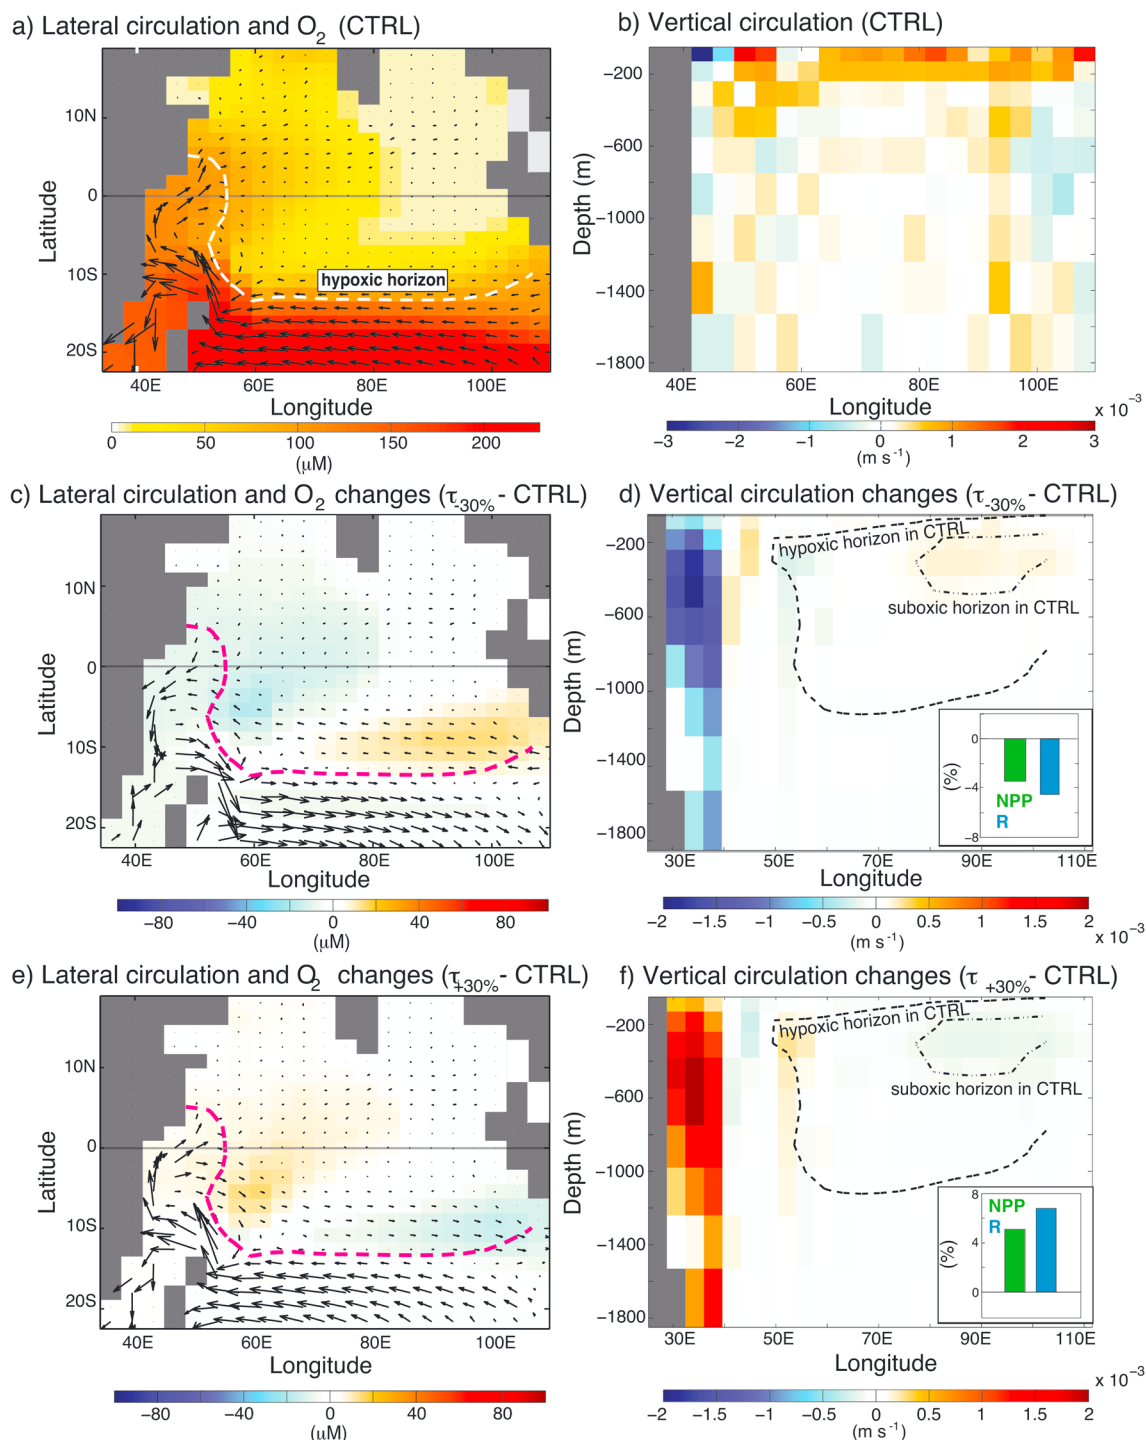 a) Lateral circulation and O2 (CTRL)
Latitude
10N
0
10S
20S
hypoxic horizon
40E 60E 80E 100E
Longitude
0 50 100 150 200
(μM)
b) Vertical circulation (CTRL)
Depth (m)
-200
-600
-1000
-1400
-1800
40E 60E 80E 100E
Longitude
x 10⁻³
−3 −2 −1 0 1 2 3
(m s⁻¹)
c) Lateral circulation and O2 changes (τ-30% - CTRL)
Latitude
10N
0
10S
20S
40E 60E 80E 100E
Longitude
−80 −40 0 40 80
(μM)
d) Vertical circulation changes (τ-30% - CTRL)
Depth (m)
-200
-600
-1000
-1400
-1800
hypoxic horizon in CTRL
suboxic horizon in CTRL
(%)
0
−4
−8
NPP
R
30E 50E 70E 90E 110E
Longitude
−2 −1.5 −1 −0.5 0 0.5 1 1.5 2
(m s⁻¹)
x 10⁻³
e) Lateral circulation and O2 changes (τ+30% - CTRL)
Latitude
10N
0
10S
20S
40E 60E 80E 100E
Longitude
−80 −40 0 40 80
(μM)
f) Vertical circulation changes (τ +30% - CTRL)
Depth (m)
-200
-600
-1000
-1400
-1800
hypoxic horizon in CTRL
suboxic horizon in CTRL
(%)
8
4
0
NPP
R
30E 50E 70E 90E 110E
Longitude
x 10⁻³
−2 −1.5 −1 −0.5 0 0.5 1 1.5 2
(m s⁻¹)